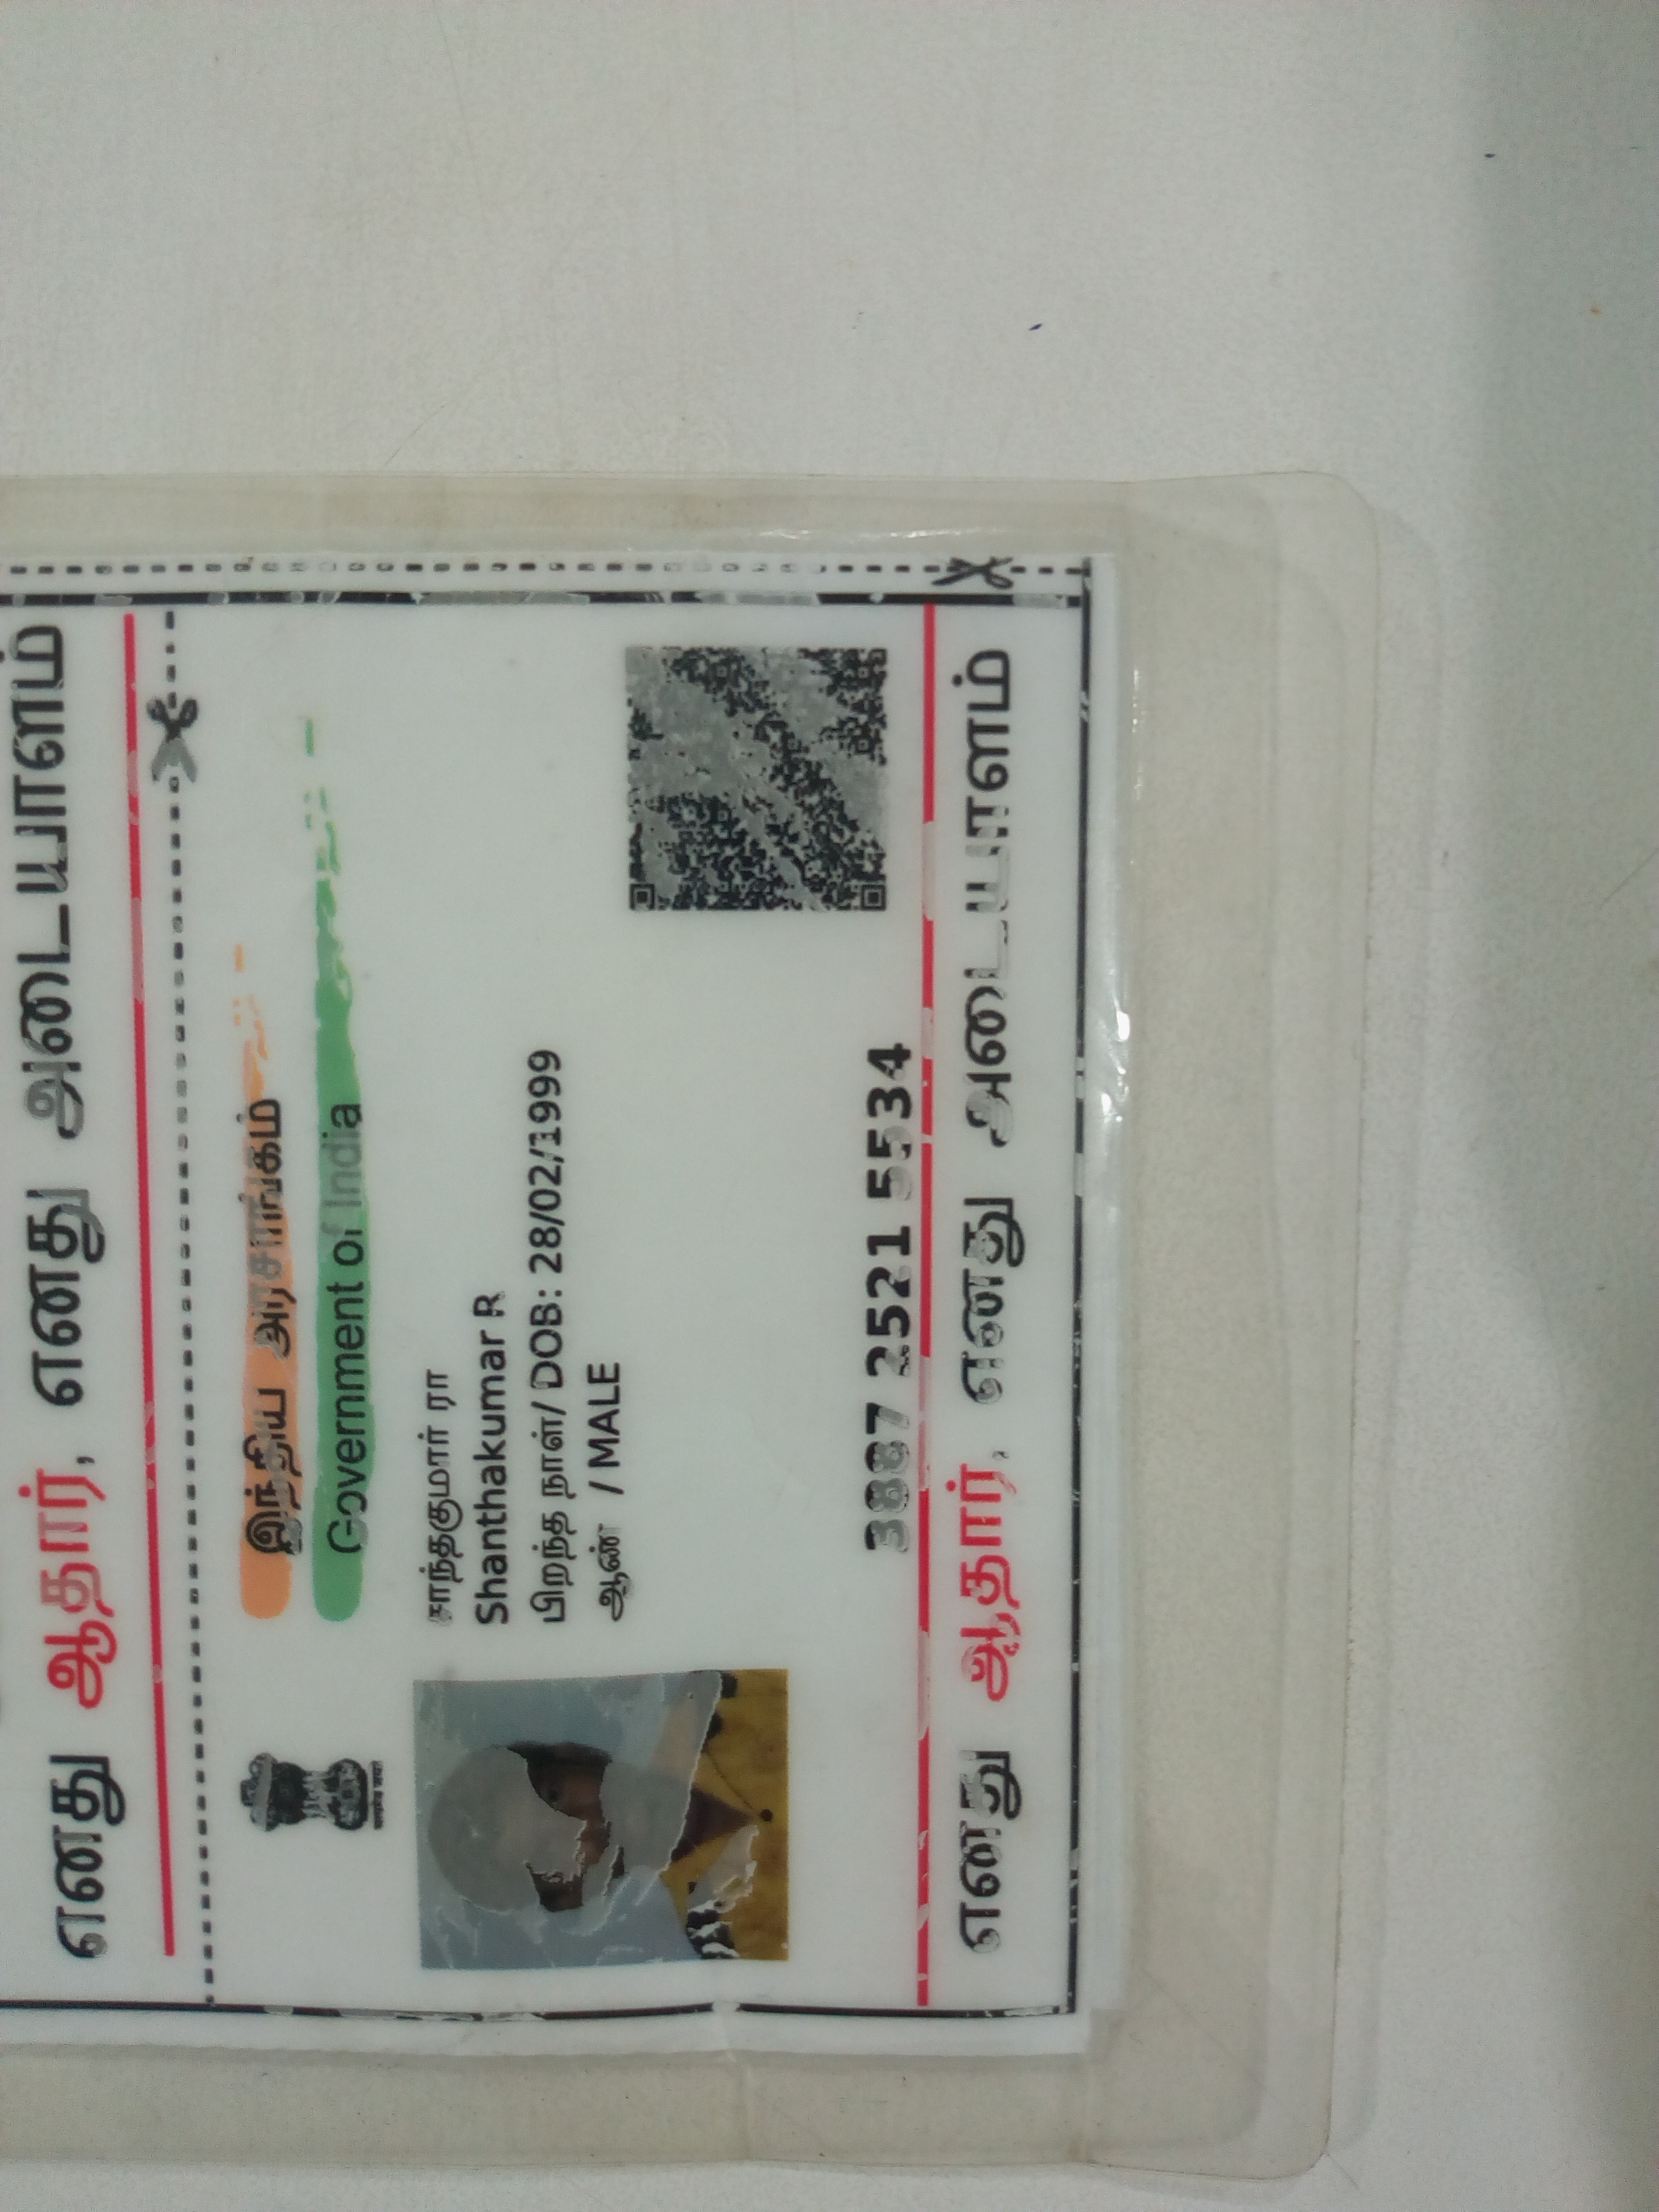 எனது ஆதார், எனது அடையாளம்
இந்திய அரசாங்கம்
Government of India
சாந்தகுமார் ரா
Shanthakumar R
பிறந்த நாள்/ DOB: 28/02/1999
ஆண் / MALE
3887 2521 5534
எனது ஆதார், எனது அடையாளம்